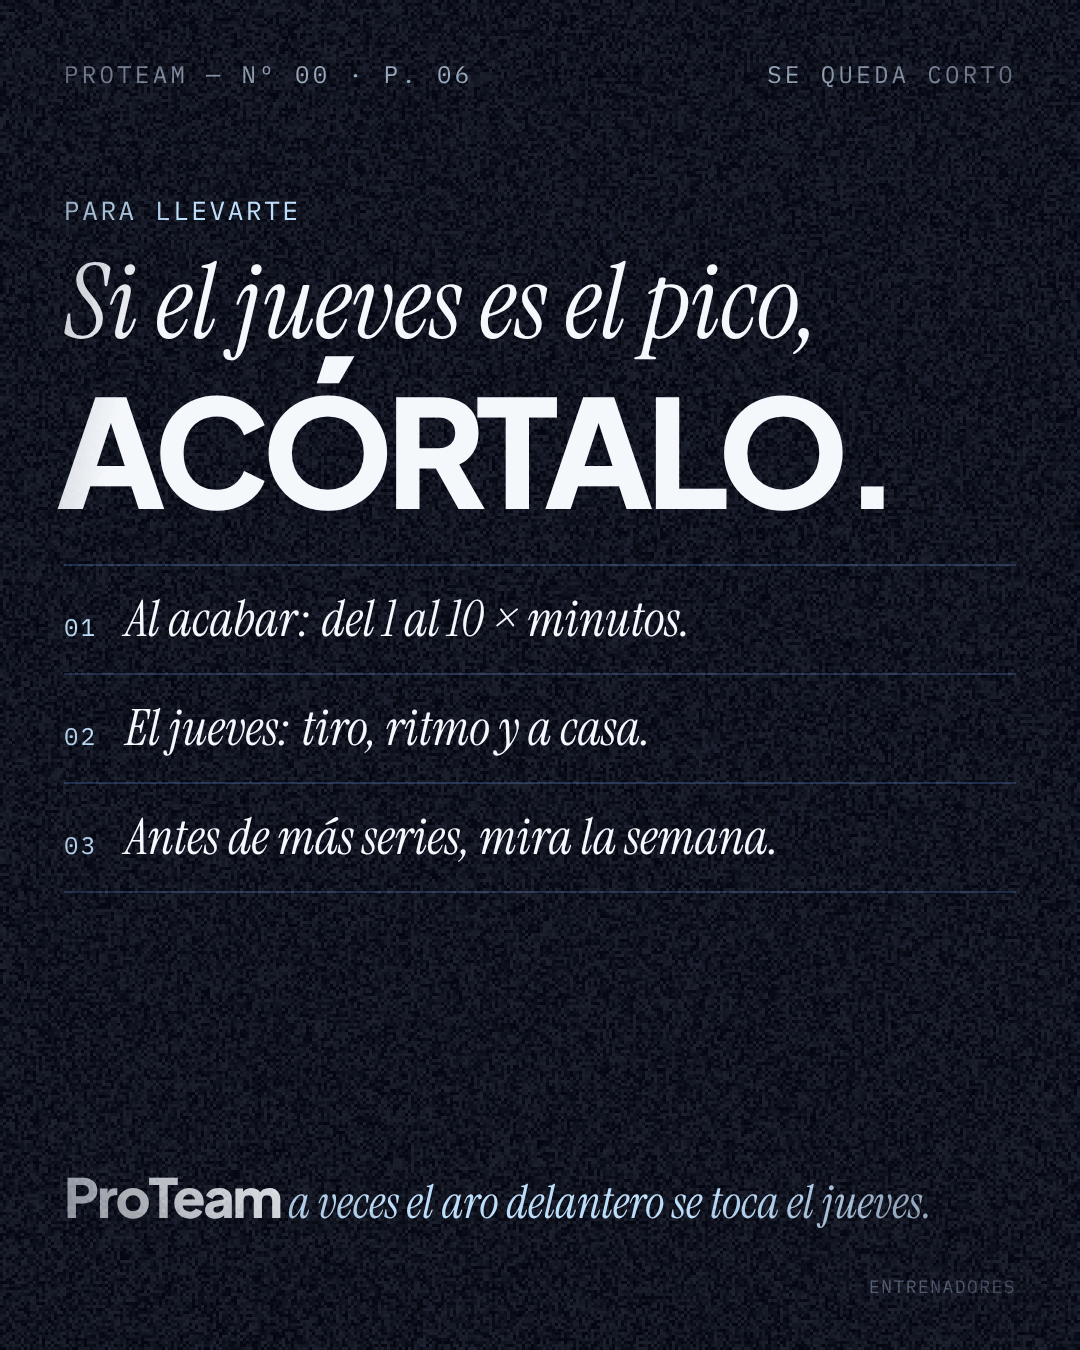 PROTEAM — Nº 00 · P. 06
SE QUEDA CORTO
PARA LLEVARTE
Si el jueves es el pico,
ACÓRTALO.
01 Al acabar: del 1 al 10 × minutos.
02 El jueves: tiro, ritmo y a casa.
03 Antes de más series, mira la semana.
ProTeam a veces el aro delantero se toca el jueves.
ENTRENADORES